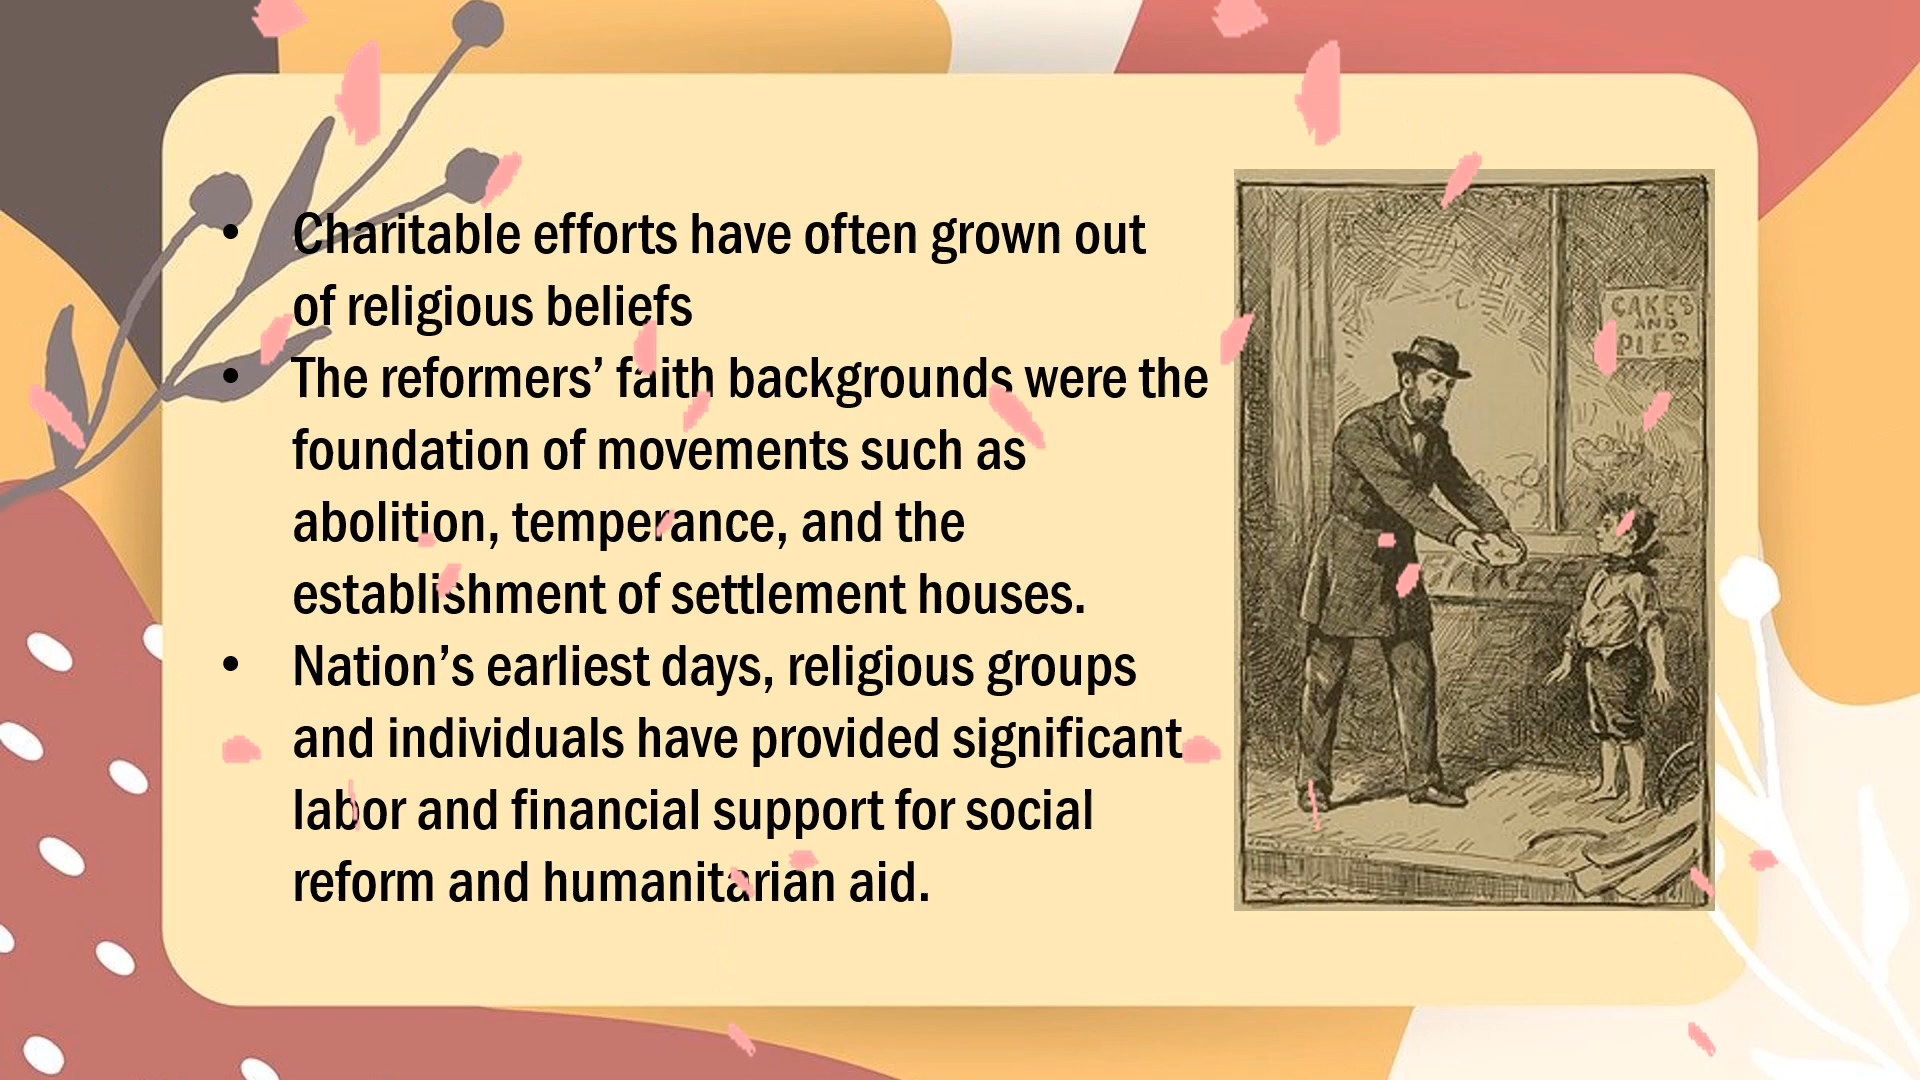 • Charitable efforts have often grown out
of religious beliefs
• The reformers’ faith backgrounds were the
foundation of movements such as
abolition, temperance, and the
establishment of settlement houses.
• Nation’s earliest days, religious groups
and individuals have provided significant
labor and financial support for social
reform and humanitarian aid.
CAKES
AND
PIES